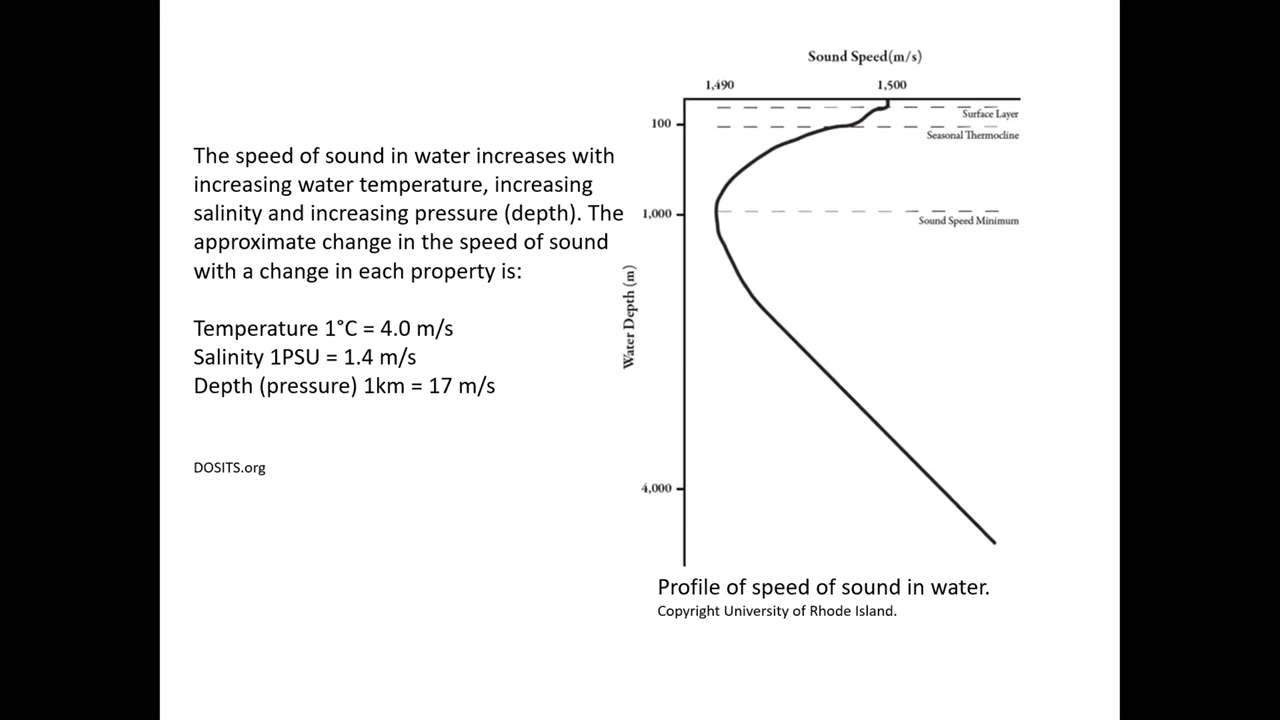 The speed of sound in water increases with
increasing water temperature, increasing
salinity and increasing pressure (depth). The
approximate change in the speed of sound
with a change in each property is:
Temperature 1°C = 4.0 m/s
Salinity 1PSU = 1.4 m/s
Depth (pressure) 1km = 17 m/s
DOSITS.org
Sound Speed(m/s)
1,490 1,500
Surface Layer
100
Seasonal Thermocline
1,000
Sound Speed Minimum
Water Depth (m)
4,000
Profile of speed of sound in water.
Copyright University of Rhode Island.